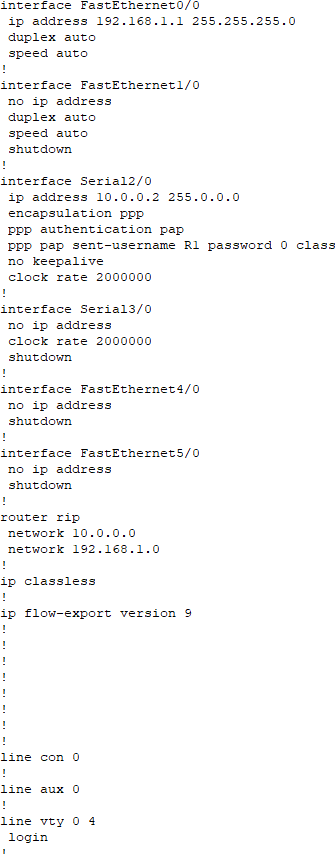 interface FastEthernet0/0
 ip address 192.168.1.1 255.255.255.0
 duplex auto
 speed auto
!
interface FastEthernet1/0
 no ip address
 duplex auto
 speed auto
 shutdown
!
interface Serial2/0
 ip address 10.0.0.2 255.0.0.0
 encapsulation ppp
 ppp authentication pap
 ppp pap sent-username R1 password 0 class
 no keepalive
 clock rate 2000000
!
interface Serial3/0
 no ip address
 clock rate 2000000
 shutdown
!
interface FastEthernet4/0
 no ip address
 shutdown
!
interface FastEthernet5/0
 no ip address
 shutdown
!
router rip
 network 10.0.0.0
 network 192.168.1.0
!
ip classless
!
ip flow-export version 9
!
!
!
!
!
!
!
!
line con 0
!
line aux 0
!
line vty 0 4
 login
!